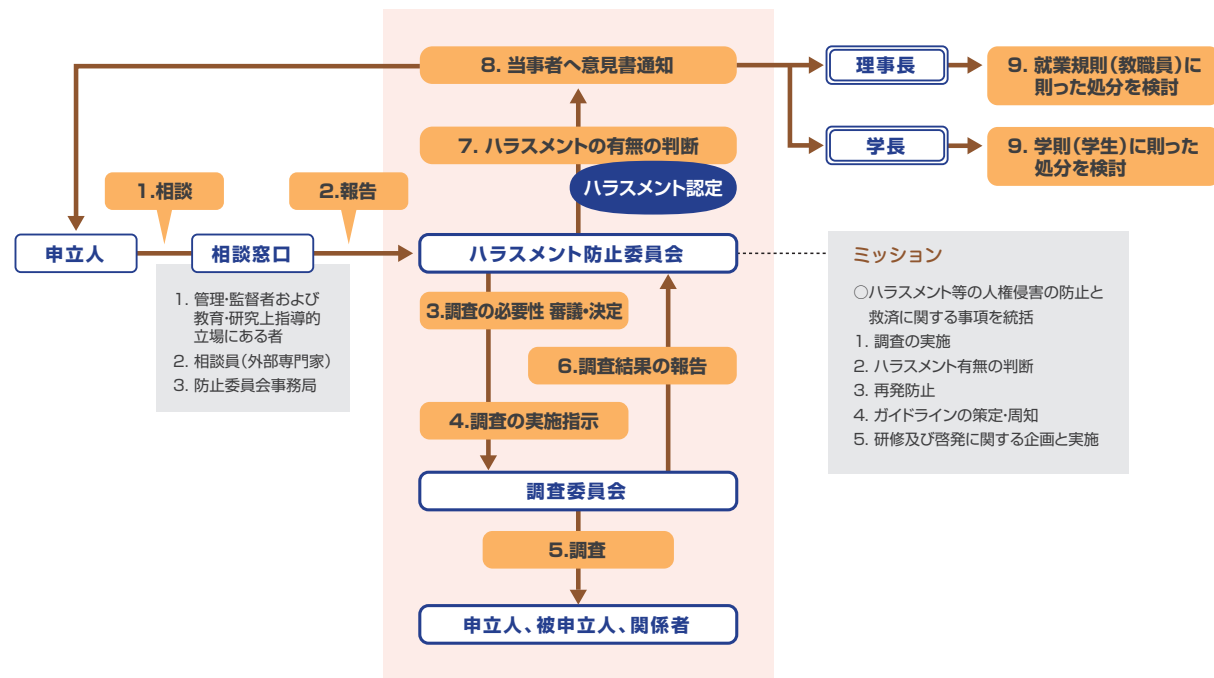 8. 当事者へ意見書通知
理事長
9. 就業規則（教職員）に
則った処分を検討
7. ハラスメントの有無の判断
学長
9. 学則（学生）に則った
処分を検討
ハラスメント認定
1.相談
2.報告
申立人
相談窓口
ハラスメント防止委員会
1. 管理・監督者および
教育・研究上指導的
立場にある者
2. 相談員（外部専門家）
3. 防止委員会事務局
3.調査の必要性 審議・決定
6.調査結果の報告
4.調査の実施指示
調査委員会
5.調査
申立人、被申立人、関係者
ミッション
○ハラスメント等の人権侵害の防止と
救済に関する事項を統括
1. 調査の実施
2. ハラスメント有無の判断
3. 再発防止
4. ガイドラインの策定・周知
5. 研修及び啓発に関する企画と実施